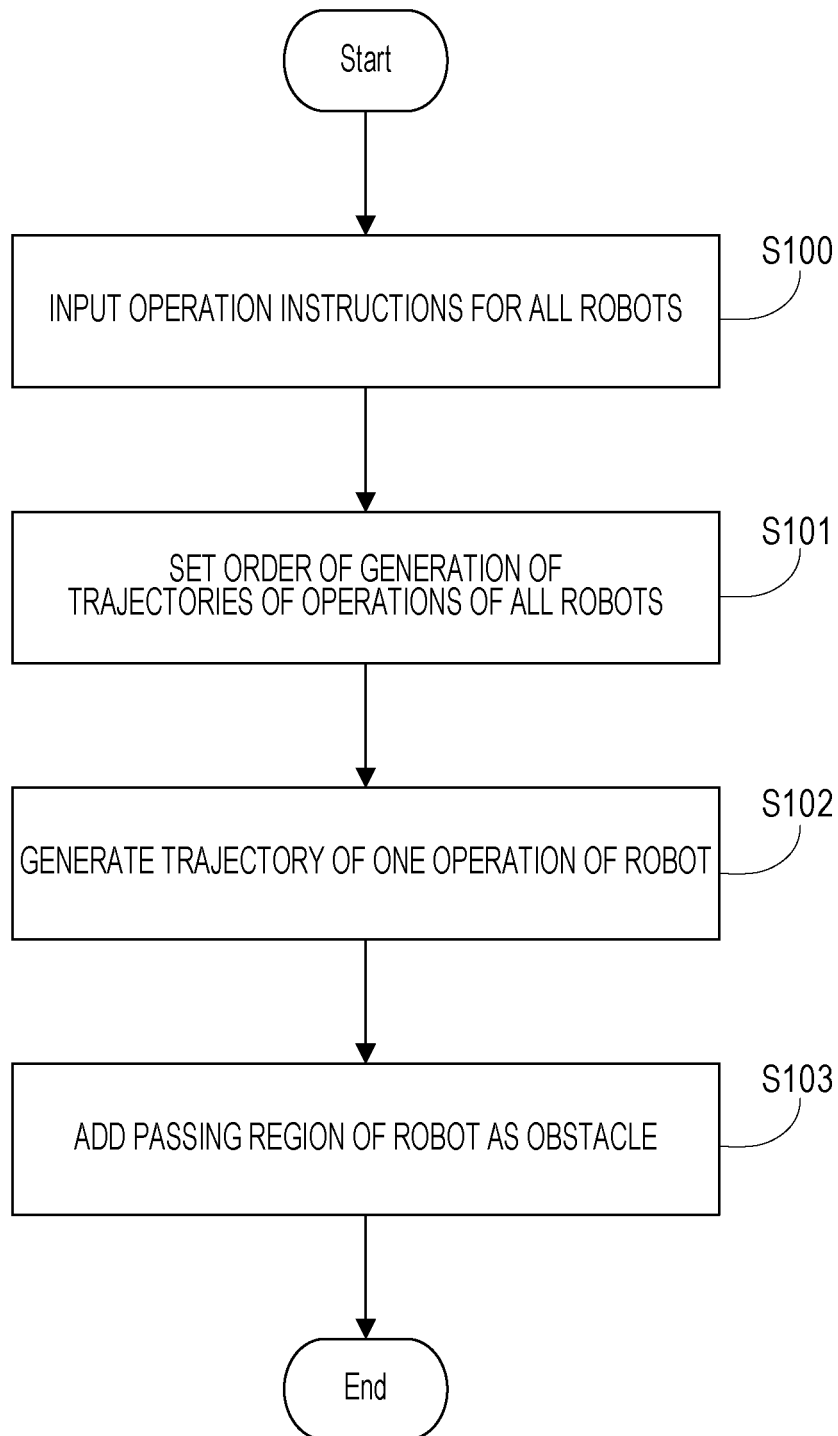 Start
S100
INPUT OPERATION INSTRUCTIONS FOR ALL ROBOTS
S101
SET ORDER OF GENERATION OF
TRAJECTORIES OF OPERATIONS OF ALL ROBOTS
S102
GENERATE TRAJECTORY OF ONE OPERATION OF ROBOT
S103
ADD PASSING REGION OF ROBOT AS OBSTACLE
End